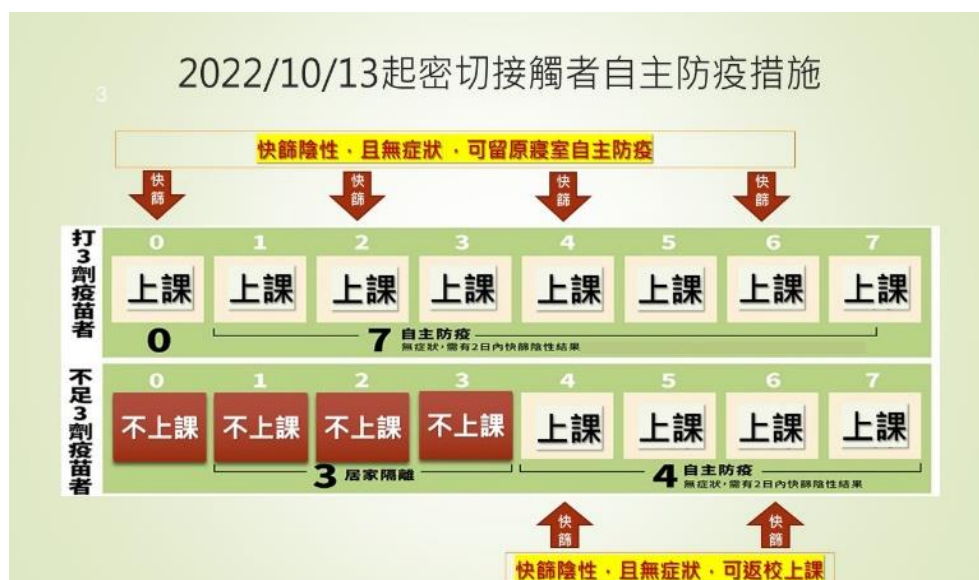 2022/10/13起密切接觸者自主防疫措施
3
快篩陰性，且無症狀，可留原寢室自主防疫
快篩 快篩 快篩 快篩
打3劑疫苗者
0 1 2 3 4 5 6 7
上課 上課 上課 上課 上課 上課 上課 上課
0 7 自主防疫
無症狀，需有2日內快篩陰性結果
不足3劑疫苗者
0 1 2 3 4 5 6 7
不上課 不上課 不上課 不上課 上課 上課 上課 上課
3 居家隔離 4 自主防疫
無症狀，需有2日內快篩陰性結果
快篩 快篩
快篩陰性，且無症狀，可返校上課